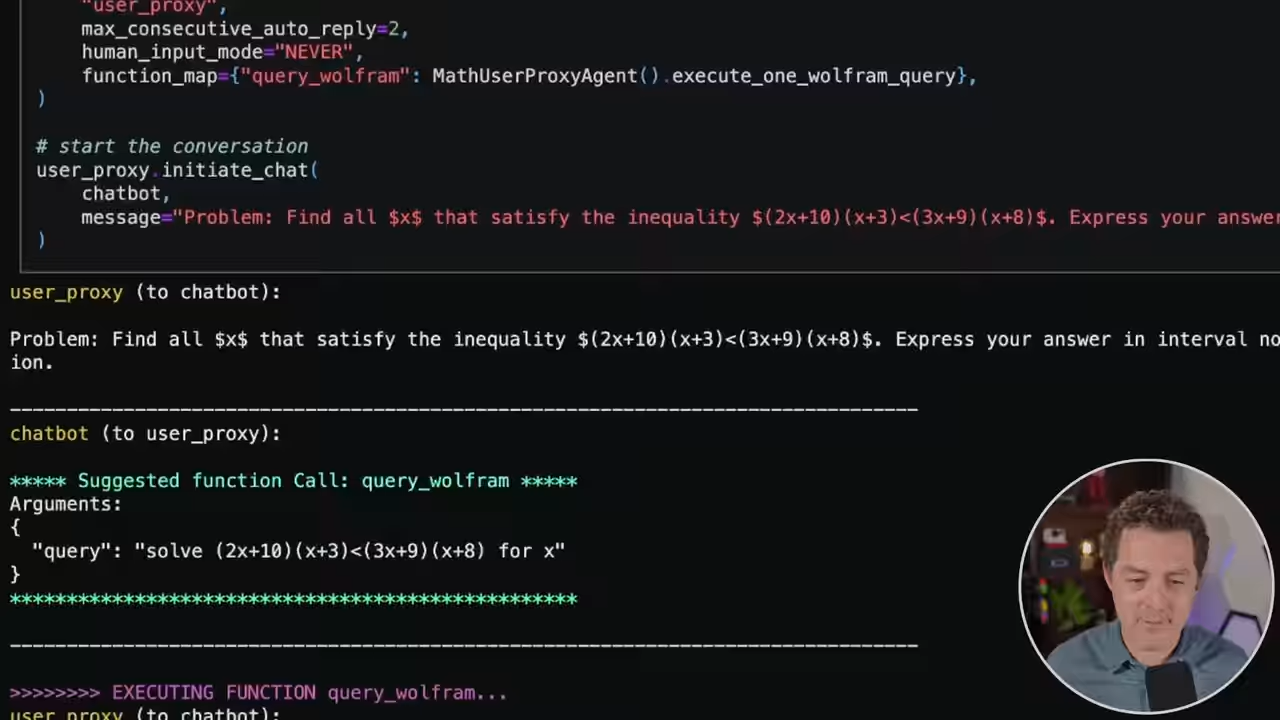 "user_proxy",
max_consecutive_auto_reply=2,
human_input_mode="NEVER",
function_map={"query_wolfram": MathUserProxyAgent().execute_one_wolfram_query},
)
# start the conversation
user_proxy.initiate_chat(
chatbot,
message="Problem: Find all $x$ that satisfy the inequality $(2x+10)(x+3)<(3x+9)(x+8)$. Express your answer
)
user_proxy (to chatbot):
Problem: Find all $x$ that satisfy the inequality $(2x+10)(x+3)<(3x+9)(x+8)$. Express your answer in interval no
ion.
--------------------------------------------------------------------------------
chatbot (to user_proxy):
***** Suggested function Call: query_wolfram *****
Arguments:
{
"query": "solve (2x+10)(x+3)<(3x+9)(x+8) for x"
}
**************************************************
--------------------------------------------------------------------------------
>>>>>>>> EXECUTING FUNCTION query_wolfram...
user_proxy (to chatbot):